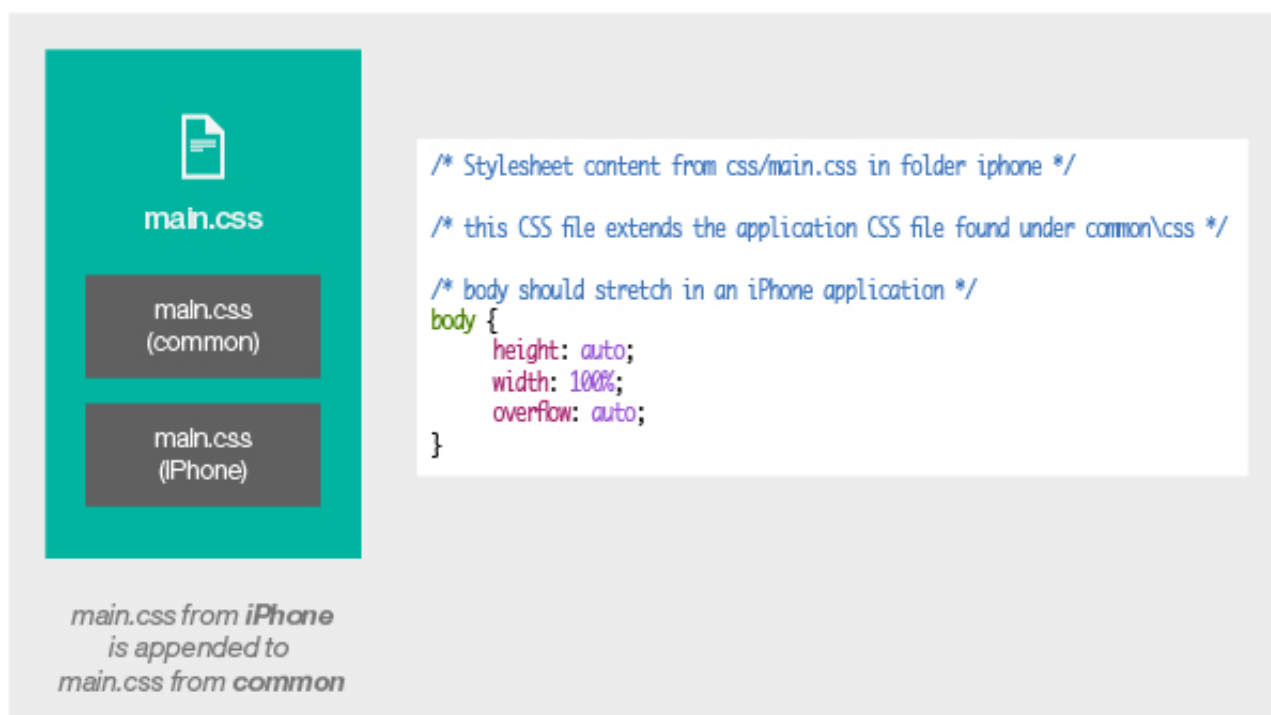 main.css
main.css
(common)
main.css
(iPhone)
main.css from iPhone
is appended to
main.css from common
/* Stylesheet content from css/main.css in folder iphone */
/* this CSS file extends the application CSS file found under common\css */
/* body should stretch in an iPhone application */
body {
height: auto;
width: 100%;
overflow: auto;
}